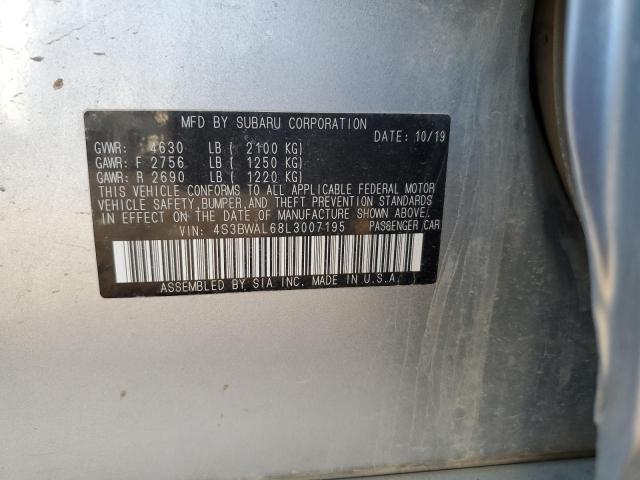 MFD BY SUBARU CORPORATION
DATE: 10/19
GVWR: 4630 LB ( 2100 KG)
GAWR: F 2756 LB ( 1250 KG)
GAWR: R 2690 LB ( 1220 KG)
THIS VEHICLE CONFORMS TO ALL APPLICABLE FEDERAL MOTOR
VEHICLE SAFETY, BUMPER, AND THEFT PREVENTION STANDARDS
IN EFFECT ON THE DATE OF MANUFACTURE SHOWN ABOVE.
VIN: 4S3BWAL68L3007195 PASSENGER CAR
ASSEMBLED BY SIA INC. MADE IN U.S.A.